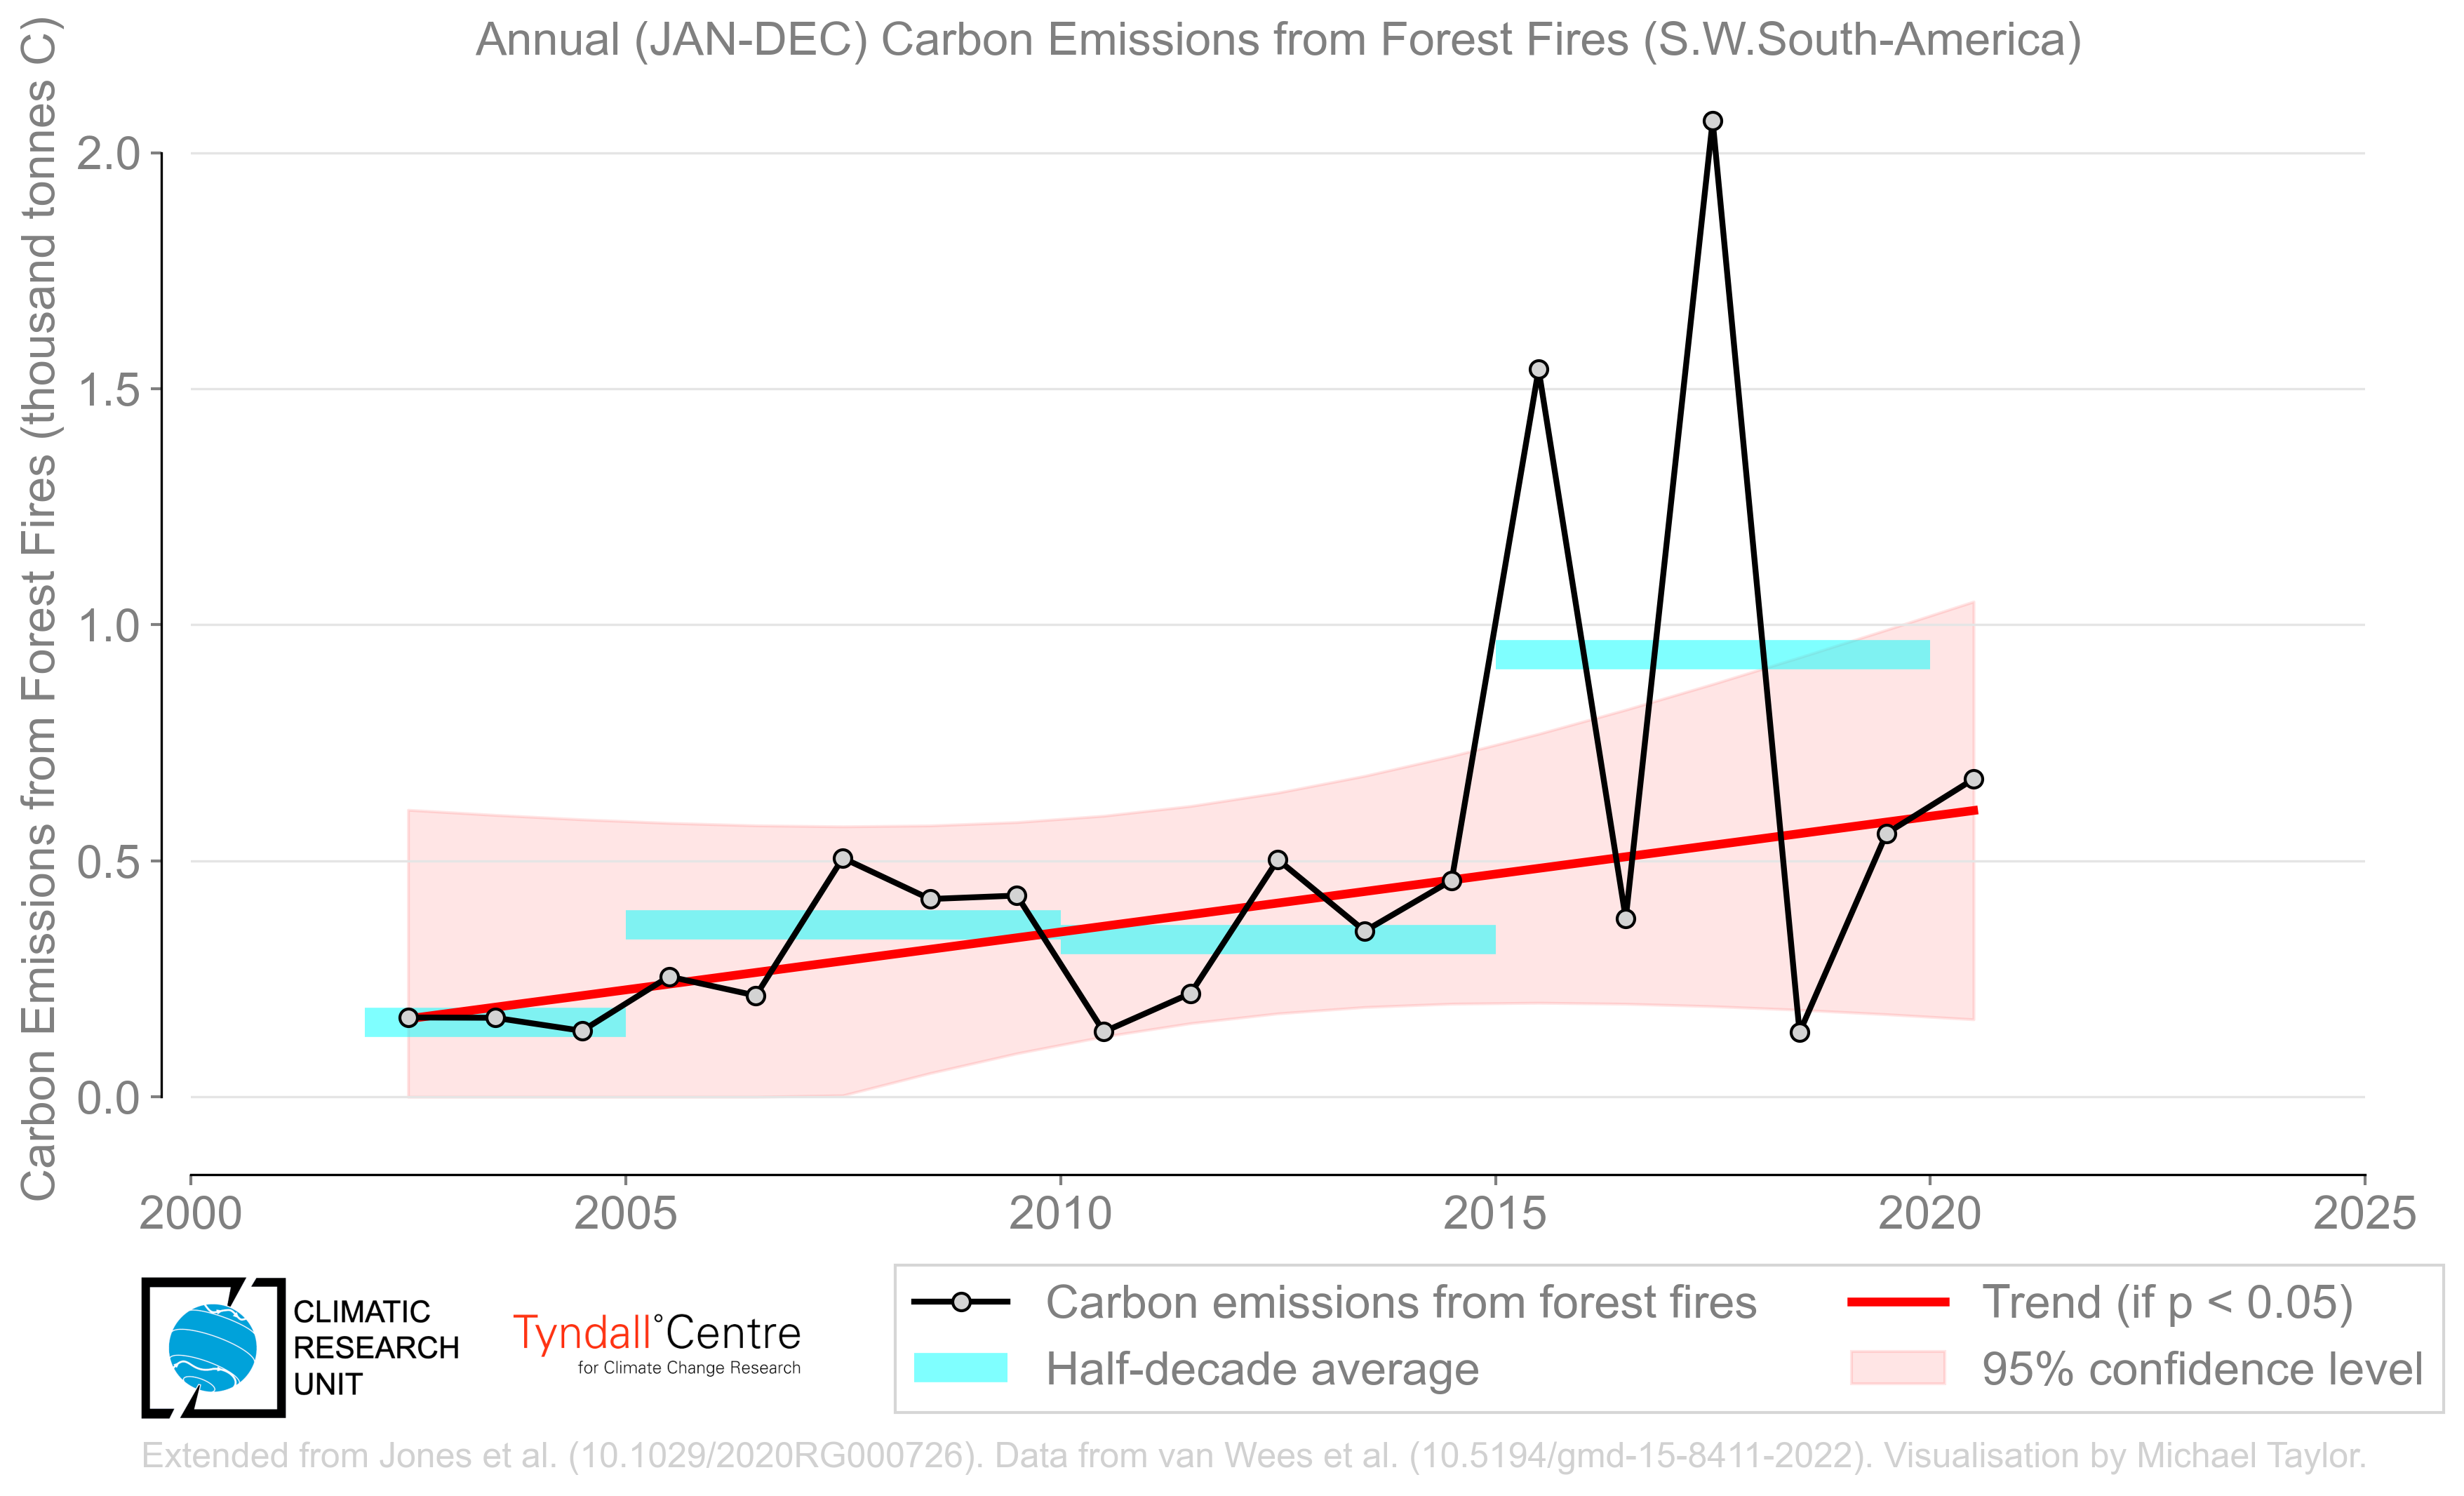 Annual (JAN-DEC) Carbon Emissions from Forest Fires (S.W.South-America)
Carbon Emissions from Forest Fires (thousand tonnes C)
2.0
1.5
1.0
0.5
0.0
2000 2005 2010 2015 2020 2025
CLIMATIC
RESEARCH
UNIT
Tyndall°Centre
for Climate Change Research
Carbon emissions from forest fires
Half-decade average
Trend (if p < 0.05)
95% confidence level
Extended from Jones et al. (10.1029/2020RG000726). Data from van Wees et al. (10.5194/gmd-15-8411-2022). Visualisation by Michael Taylor.